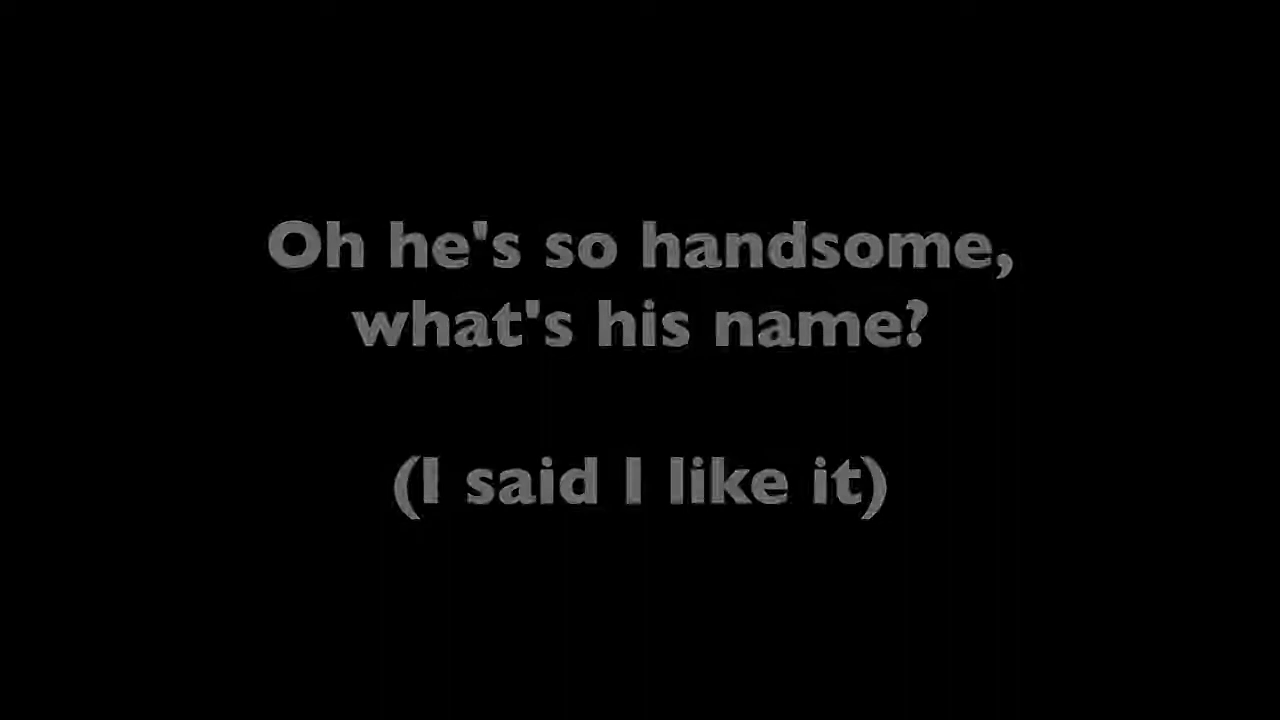 Oh he's so handsome,
what's his name?
(I said I like it)